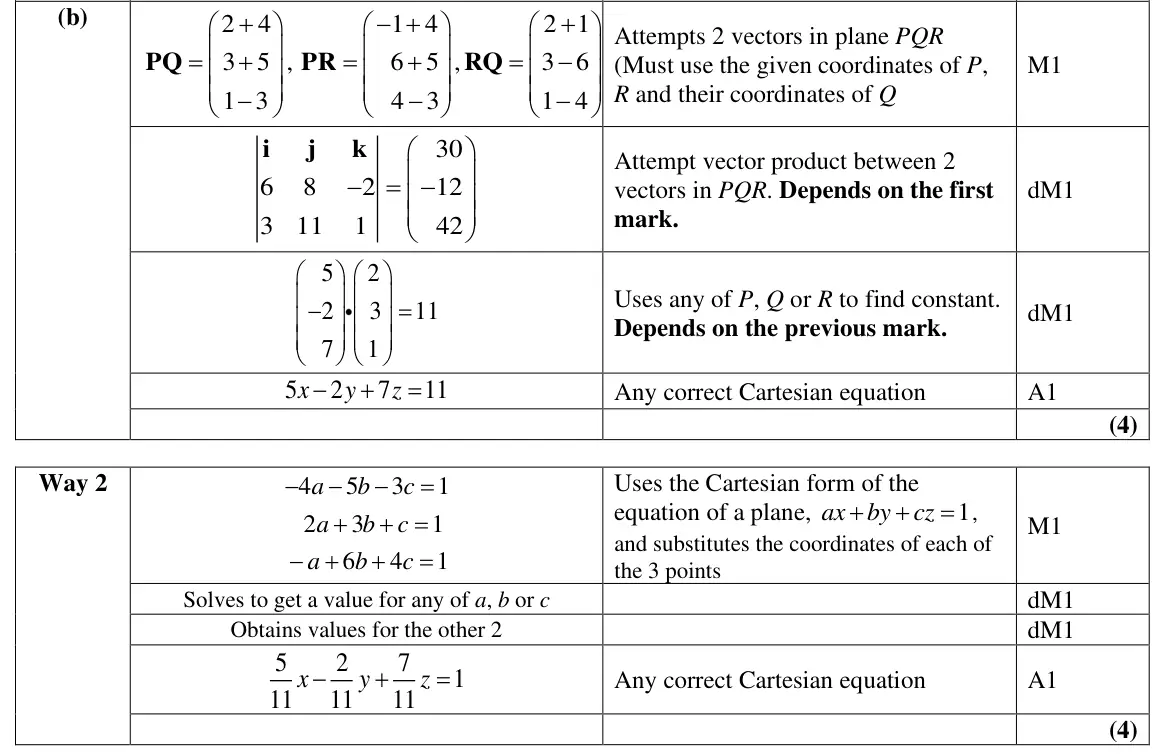 (b)
PQ = (2+4, 3+5, 1−3), PR = (−1+4, 6+5, 4−3), RQ = (2+1, 3−6, 1−4)
Attempts 2 vectors in plane PQR
(Must use the given coordinates of P,
R and their coordinates of Q
M1
|i j k|
|6 8 −2| = (30, −12, 42)
|3 11 1|
Attempt vector product between 2
vectors in PQR. Depends on the first
mark.
dM1
(5, −2, 7) • (2, 3, 1) = 11
Uses any of P, Q or R to find constant.
Depends on the previous mark.
dM1
5x − 2y + 7z = 11
Any correct Cartesian equation
A1
(4)
Way 2
−4a − 5b − 3c = 1
2a + 3b + c = 1
−a + 6b + 4c = 1
Uses the Cartesian form of the
equation of a plane, ax + by + cz = 1,
and substitutes the coordinates of each of
the 3 points
M1
Solves to get a value for any of a, b or c
dM1
Obtains values for the other 2
dM1
5/11 x − 2/11 y + 7/11 z = 1
Any correct Cartesian equation
A1
(4)